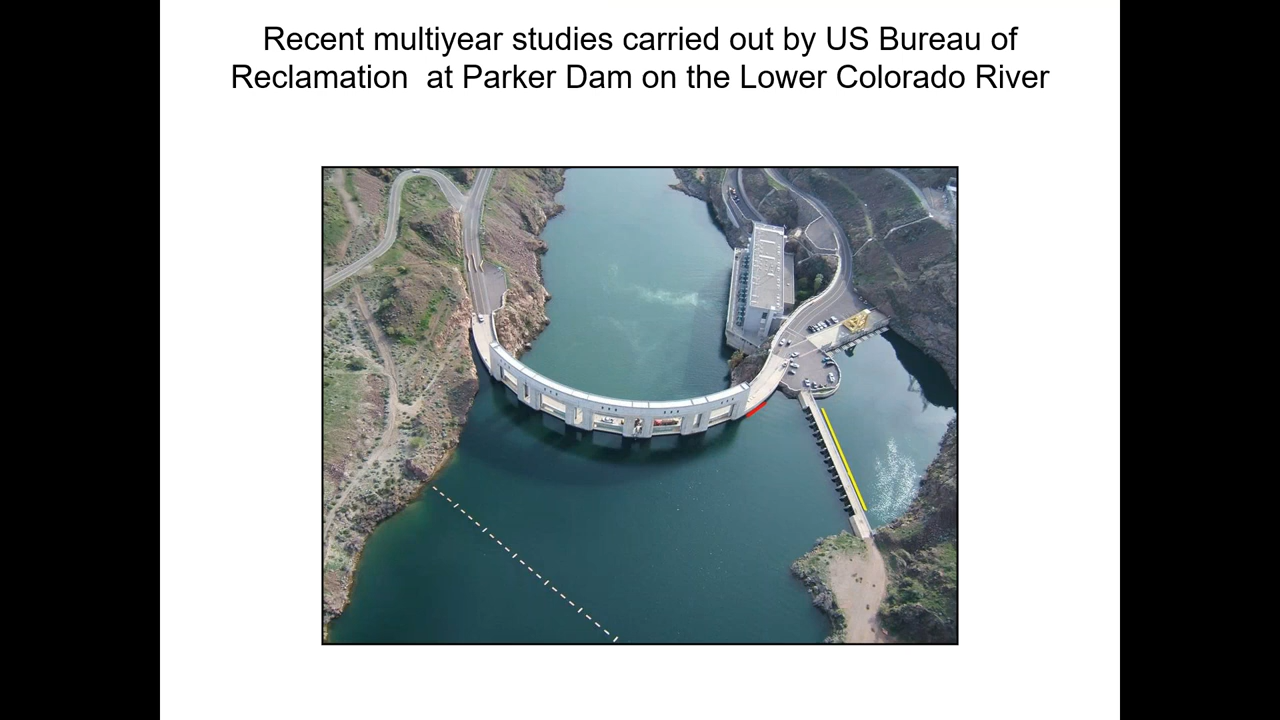 Recent multiyear studies carried out by US Bureau of
Reclamation  at Parker Dam on the Lower Colorado River